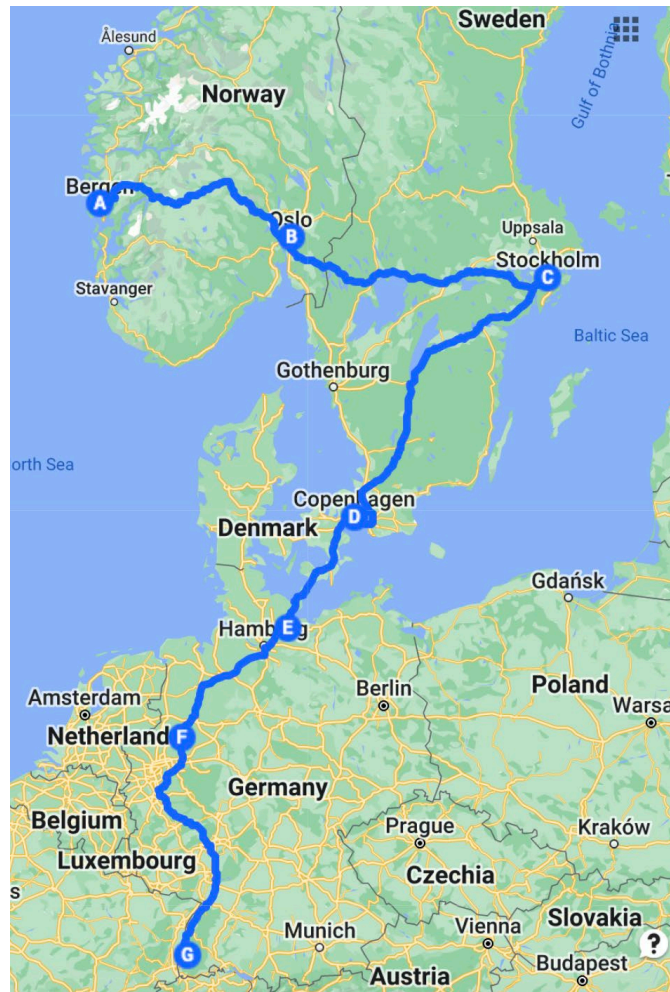 Sweden
Ålesund
Norway
Gulf of Bothnia
Bergen
A
Oslo
B
Uppsala
Stockholm
C
Stavanger
Baltic Sea
Gothenburg
orth Sea
Copenhagen
D
Denmark
Gdańsk
Hamburg
E
Berlin
Poland
Amsterdam
Warsa
Netherland
F
Germany
Belgium
Prague
Kraków
Luxembourg
Czechia
s
Slovakia
Munich
Vienna
?
G
Austria
Budapest